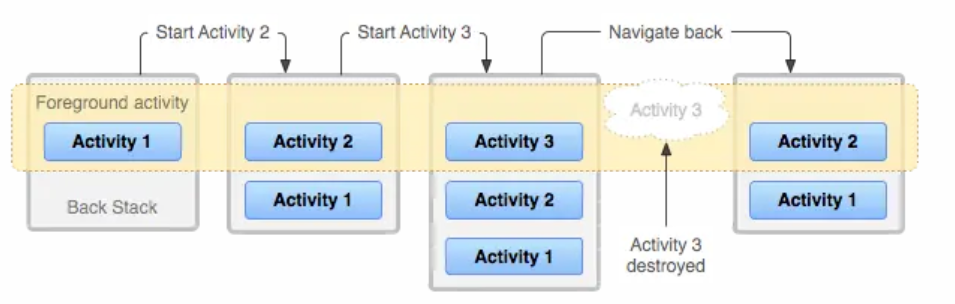 Start Activity 2
Start Activity 3
Navigate back
Foreground activity
Activity 1
Back Stack
Activity 2
Activity 1
Activity 3
Activity 2
Activity 1
Activity 3
Activity 3
destroyed
Activity 2
Activity 1